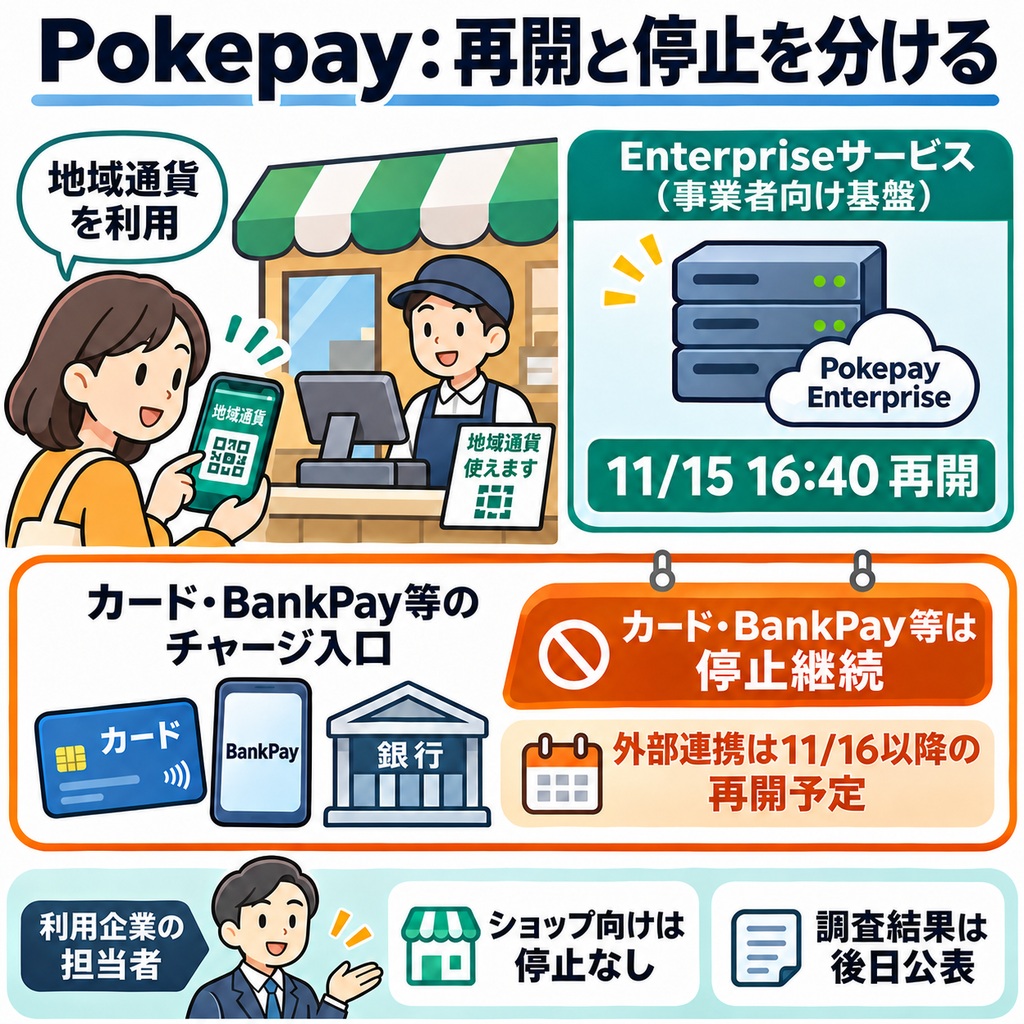 Pokepay：再開と停止を分ける
地域通貨
を利用
地域通貨
地域通貨
使えます
Enterpriseサービス
（事業者向け基盤）
Pokepay
Enterprise
11/15 16:40 再開
カード・BankPay等の
チャージ入口
カード
BankPay
銀行
カード・BankPay等は
停止継続
外部連携は11/16以降の
再開予定
利用企業の
担当者
ショップ向けは
停止なし
調査結果は
後日公表